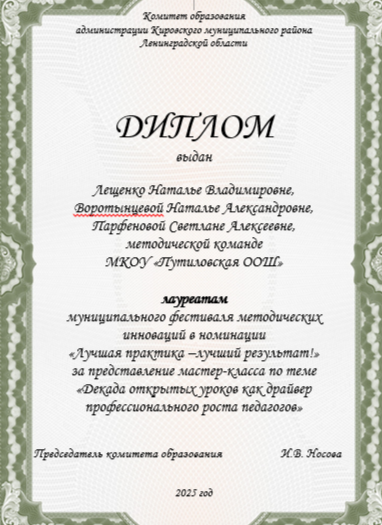 Комитет образования
администрации Кировского муниципального района
Ленинградской области
ДИПЛОМ
выдан
Лещенко Наталье Владимировне,
Воротынцевой Наталье Александровне,
Парфеновой Светлане Алексеевне,
методической команде
МКОУ «Путиловская ООШ»
лауреатам
муниципального фестиваля методических
инноваций в номинации
«Лучшая практика –лучший результат!»
за представление мастер-класса по теме
«Декада открытых уроков как драйвер
профессионального роста педагогов»
Председатель комитета образования И.В. Носова
2025 год